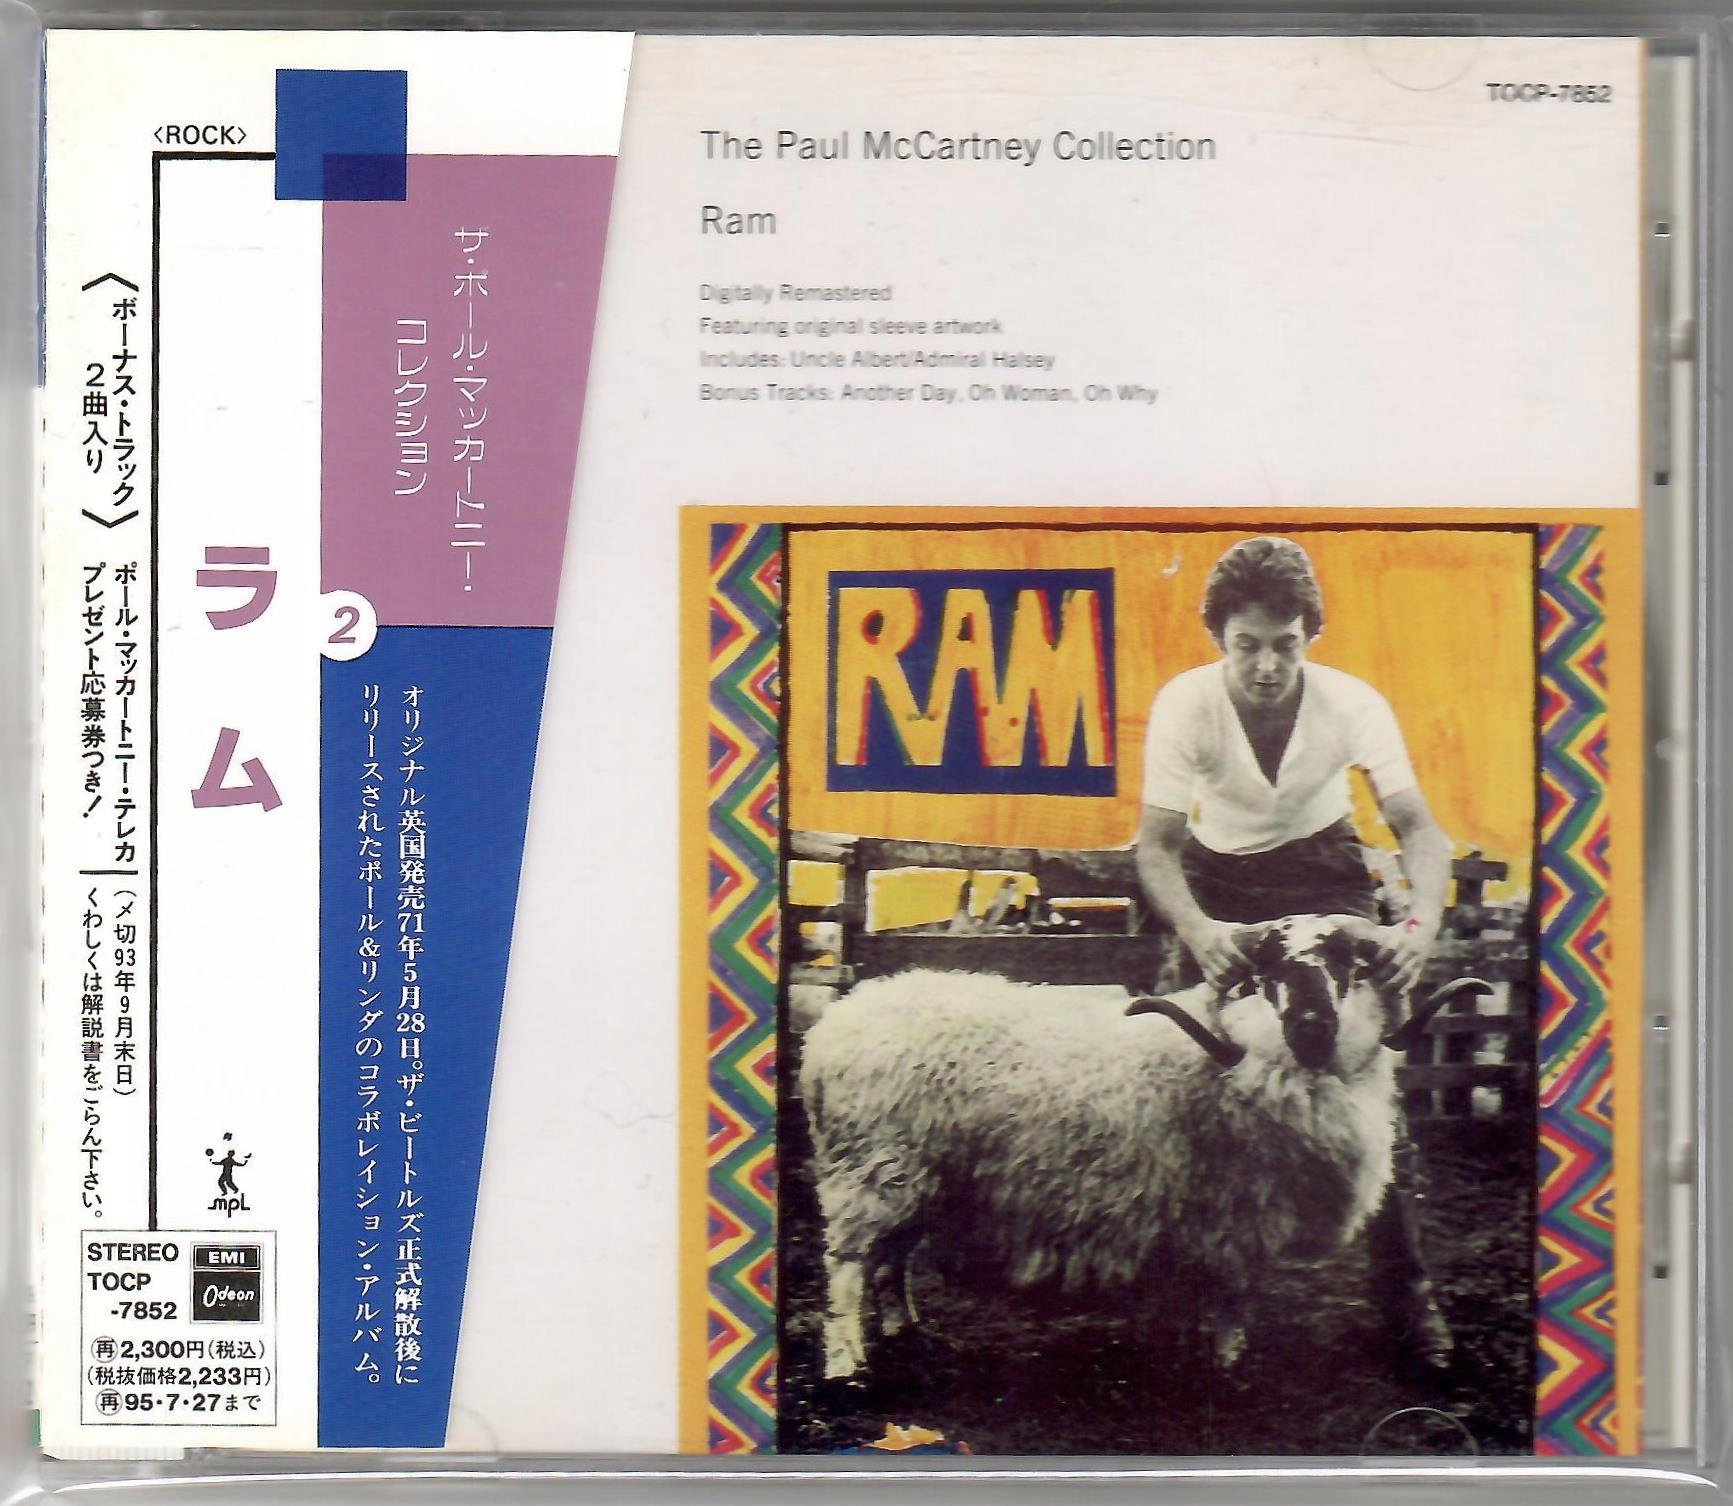 〈ROCK〉
〈ボーナス・トラック
2曲入り〉
ポール・マッカートニー・テレカ
プレゼント応募券つき!
(〆切93年9月末日)
くわしくは解説書をごらん下さい。
ラム
ザ・ポール・マッカートニー・
コレクション
2
オリジナル英国発売71年5月28日。ザ・ビートルズ正式解散後に
リリースされたポール&リンダのコラボレイション・アルバム。
mpL
STEREO
TOCP
-7852
EMI
Odeon
再2,300円(税込)
(税抜価格2,233円)
再95・7・27まで
TOCP-7852
The Paul McCartney Collection
Ram
Digitally Remastered
Featuring original sleeve artwork
Includes: Uncle Albert/Admiral Halsey
Bonus Tracks: Another Day, Oh Woman, Oh Why
RAM